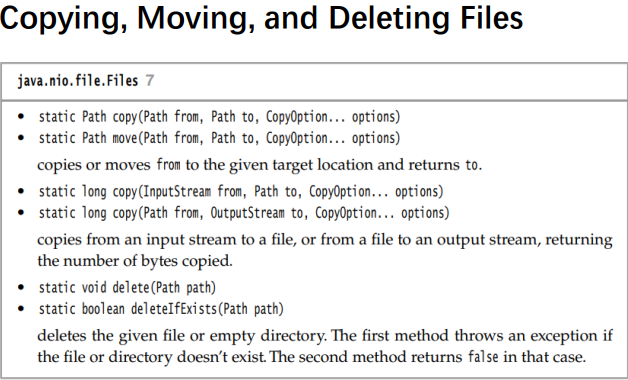 Copying, Moving, and Deleting Files
java.nio.file.Files 7
• static Path copy(Path from, Path to, CopyOption... options)
• static Path move(Path from, Path to, CopyOption... options)
copies or moves from to the given target location and returns to.
• static long copy(InputStream from, Path to, CopyOption... options)
• static long copy(Path from, OutputStream to, CopyOption... options)
copies from an input stream to a file, or from a file to an output stream, returning
the number of bytes copied.
• static void delete(Path path)
• static boolean deleteIfExists(Path path)
deletes the given file or empty directory. The first method throws an exception if
the file or directory doesn't exist. The second method returns false in that case.